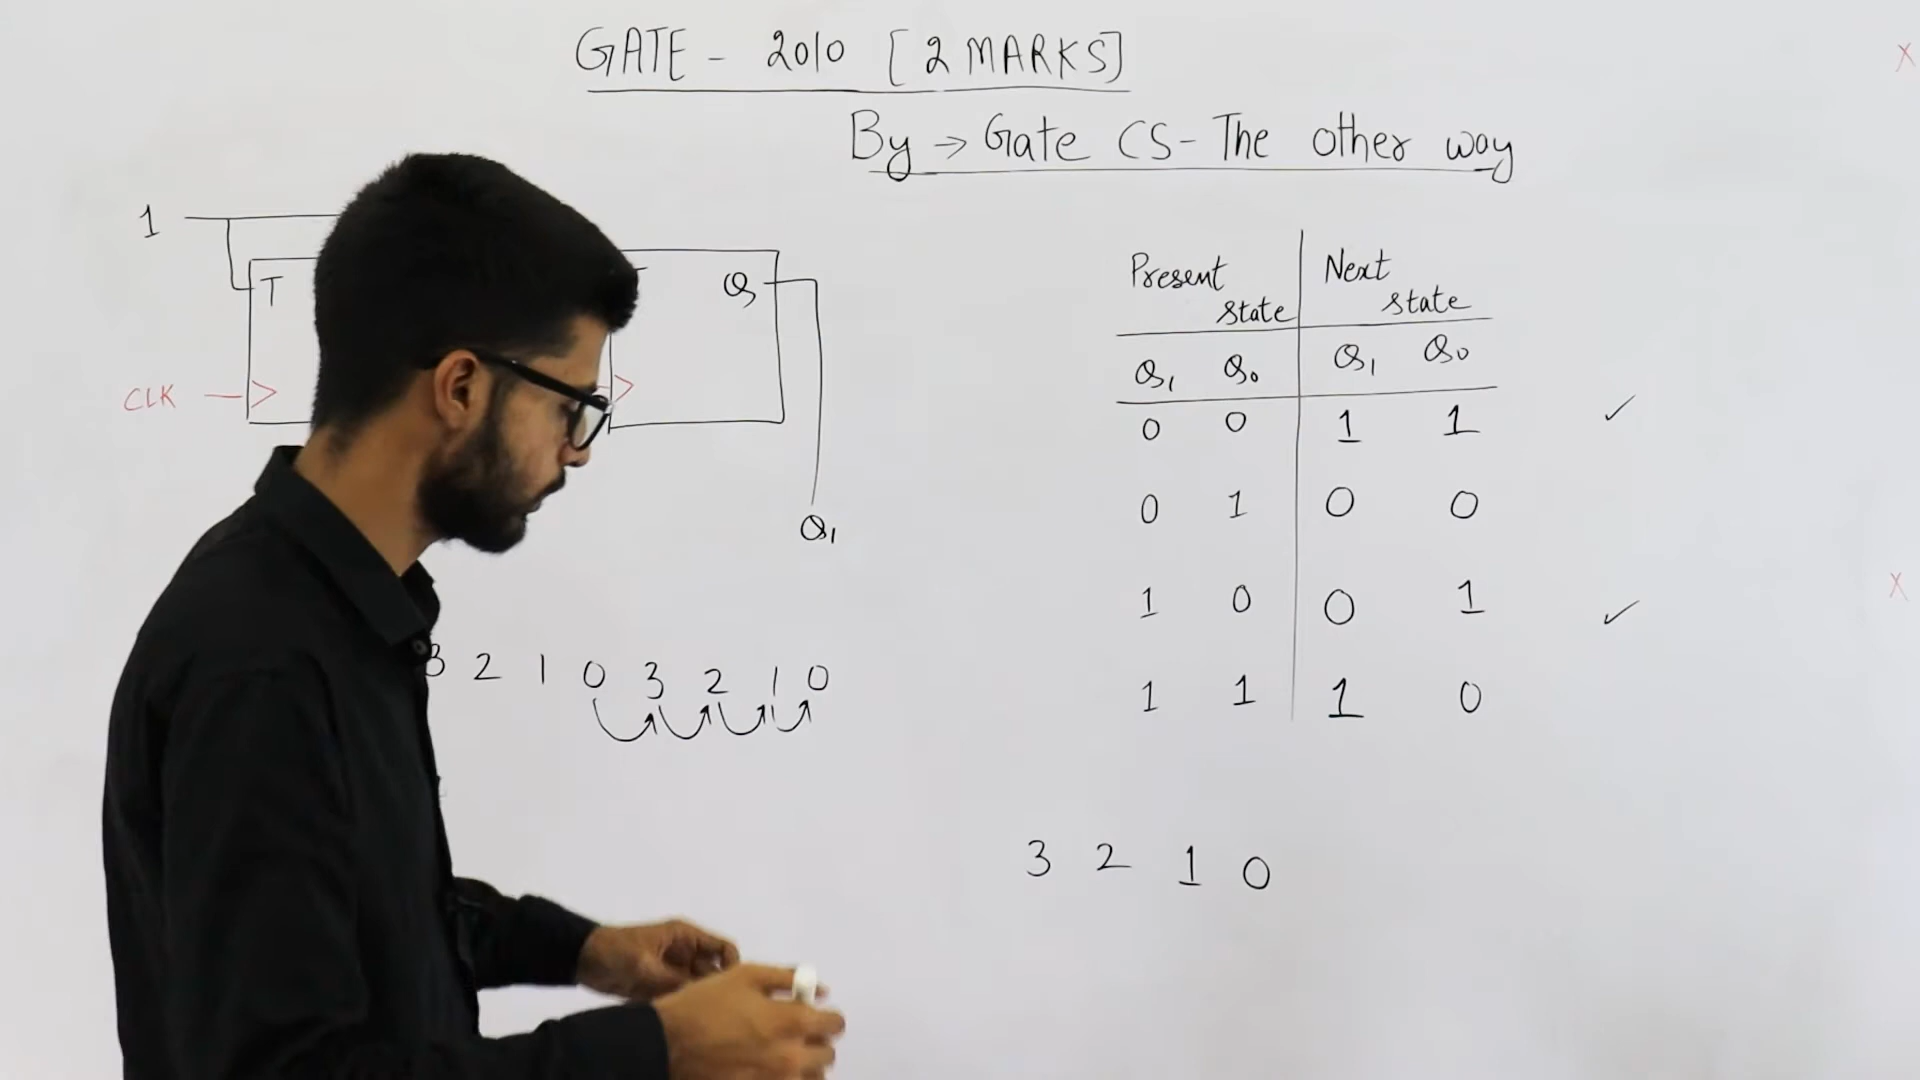 GATE - 2010 [2 MARKS]
By → Gate CS - The other way
1
T
Q
CLK
Q1
3 2 1 0 3 2 1 0
Present state | Next state
Q1 Q0 | Q1 Q0
0 0 | 1 1 ✓
0 1 | 0 0
1 0 | 0 1 ✓
1 1 | 1 0
3 2 1 0
X
X